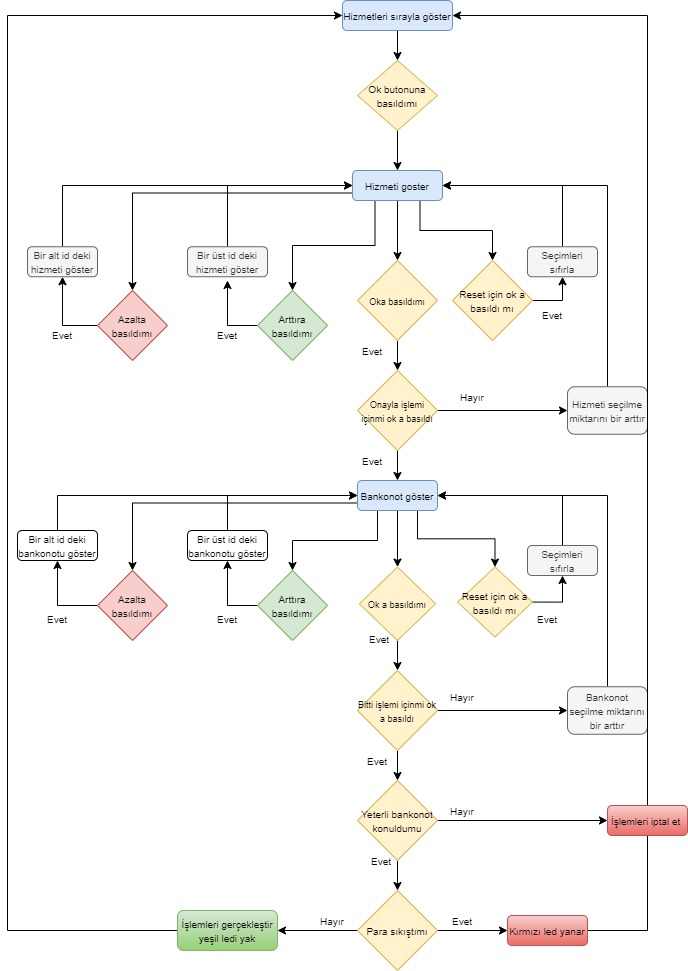 Hizmetleri sırayla göster
Ok butonuna
basıldımı
Hizmeti goster
Bir alt id deki
hizmeti göster
Bir üst id deki
hizmeti göster
Seçimleri
sıfırla
Azalta
basıldımı
Arttıra
basıldımı
Oka basıldımı
Reset için ok a
basıldı mı
Evet
Evet
Evet
Evet
Onayla işlemi
içinmi ok a basıldı
Hayır
Hizmeti seçilme
miktarını bir arttır
Evet
Bankonot göster
Bir alt id deki
bankonotu göster
Bir üst id deki
bankonotu göster
Seçimleri
sıfırla
Azalta
basıldımı
Arttıra
basıldımı
Ok a basıldımı
Reset için ok a
basıldı mı
Evet
Evet
Evet
Evet
Bitti işlemi içinmi ok
a basıldı
Hayır
Bankonot
seçilme miktarını
bir arttır
Evet
Yeterli bankonot
konuldumu
Hayır
İşlemleri iptal et
Evet
İşlemleri gerçekleştir
yeşil ledi yak
Hayır
Para sıkıştımı
Evet
Kırmızı led yanar